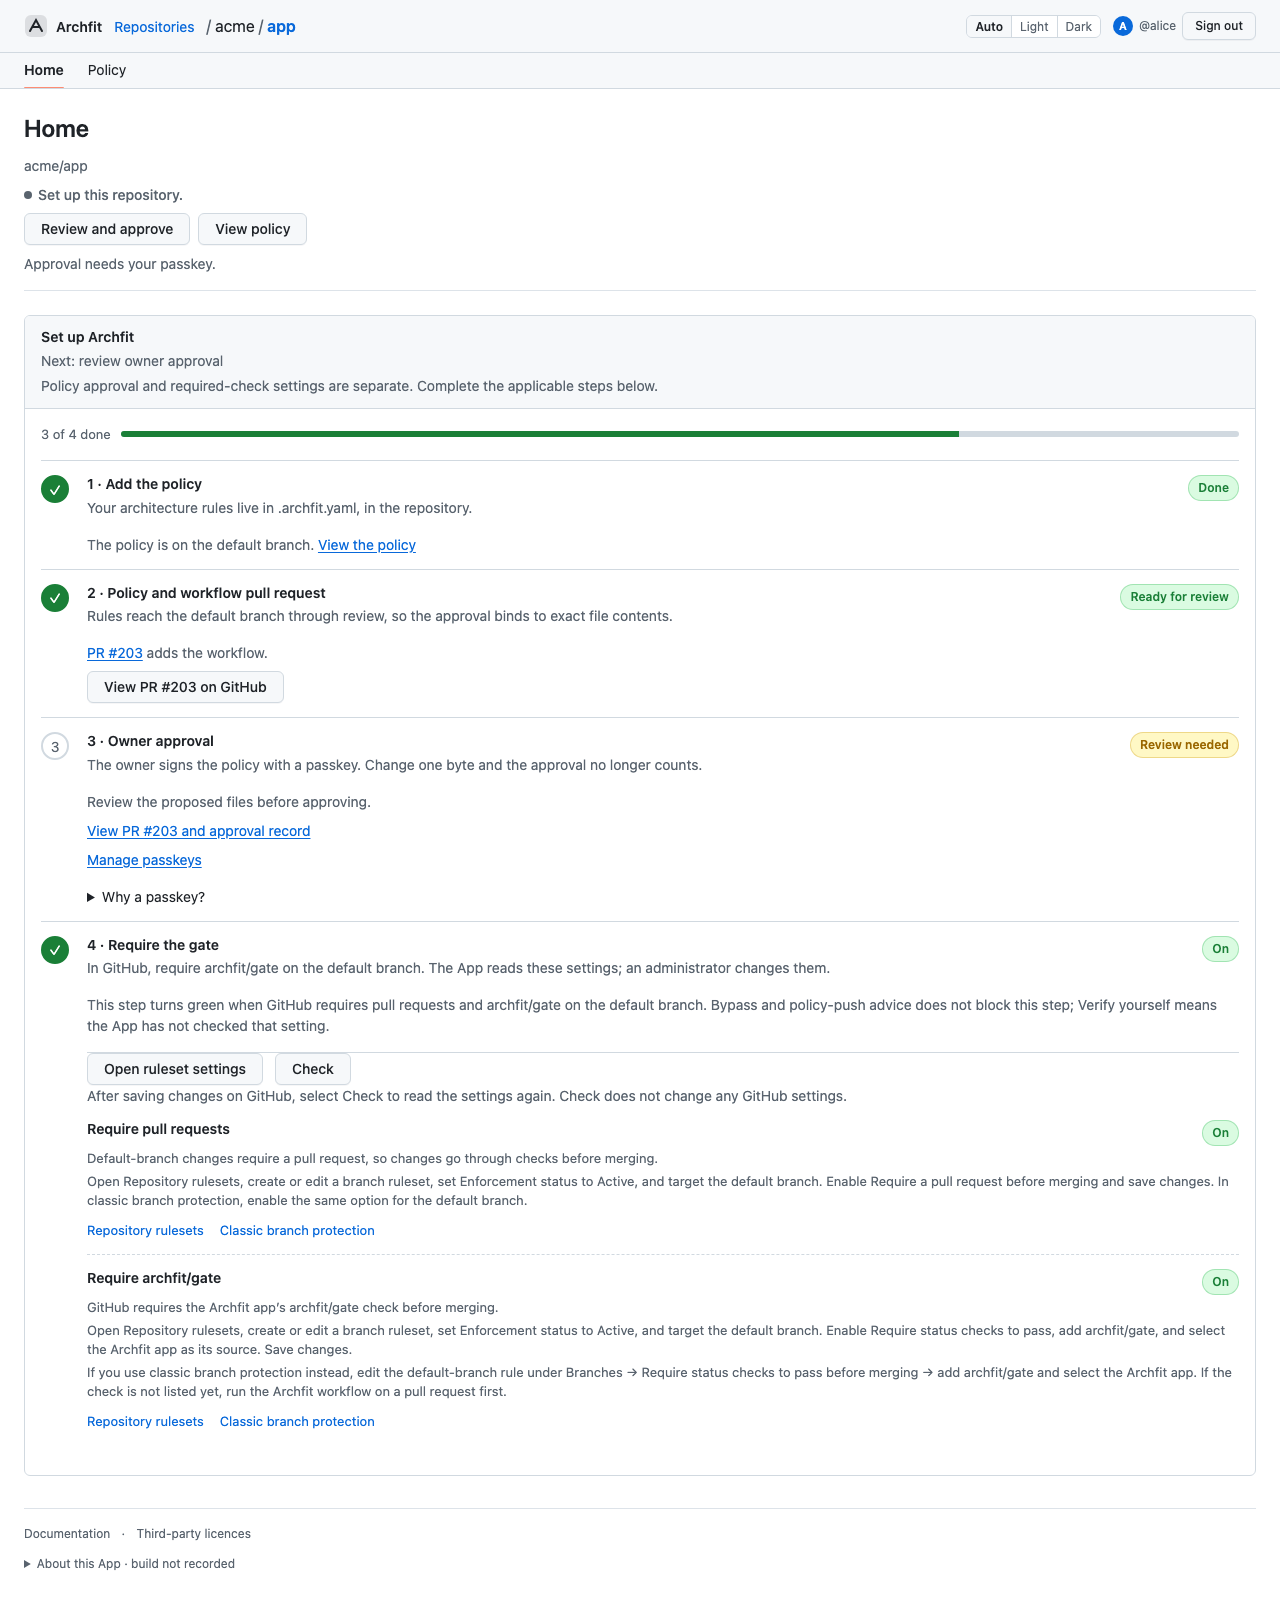 Archfit Repositories / acme / app
Auto Light Dark A @alice Sign out
Home Policy
Home
acme/app
Set up this repository.
Review and approve View policy
Approval needs your passkey.
Set up Archfit
Next: review owner approval
Policy approval and required-check settings are separate. Complete the applicable steps below.
3 of 4 done
1 · Add the policy Done
Your architecture rules live in .archfit.yaml, in the repository.
The policy is on the default branch. View the policy
2 · Policy and workflow pull request Ready for review
Rules reach the default branch through review, so the approval binds to exact file contents.
PR #203 adds the workflow.
View PR #203 on GitHub
3 3 · Owner approval Review needed
The owner signs the policy with a passkey. Change one byte and the approval no longer counts.
Review the proposed files before approving.
View PR #203 and approval record
Manage passkeys
Why a passkey?
4 · Require the gate On
In GitHub, require archfit/gate on the default branch. The App reads these settings; an administrator changes them.
This step turns green when GitHub requires pull requests and archfit/gate on the default branch. Bypass and policy-push advice does not block this step; Verify yourself means
the App has not checked that setting.
Open ruleset settings Check
After saving changes on GitHub, select Check to read the settings again. Check does not change any GitHub settings.
Require pull requests On
Default-branch changes require a pull request, so changes go through checks before merging.
Open Repository rulesets, create or edit a branch ruleset, set Enforcement status to Active, and target the default branch. Enable Require a pull request before merging and save changes. In
classic branch protection, enable the same option for the default branch.
Repository rulesets Classic branch protection
Require archfit/gate On
GitHub requires the Archfit app's archfit/gate check before merging.
Open Repository rulesets, create or edit a branch ruleset, set Enforcement status to Active, and target the default branch. Enable Require status checks to pass, add archfit/gate, and select
the Archfit app as its source. Save changes.
If you use classic branch protection instead, edit the default-branch rule under Branches → Require status checks to pass before merging → add archfit/gate and select the Archfit app. If the
check is not listed yet, run the Archfit workflow on a pull request first.
Repository rulesets Classic branch protection
Documentation · Third-party licences
About this App · build not recorded